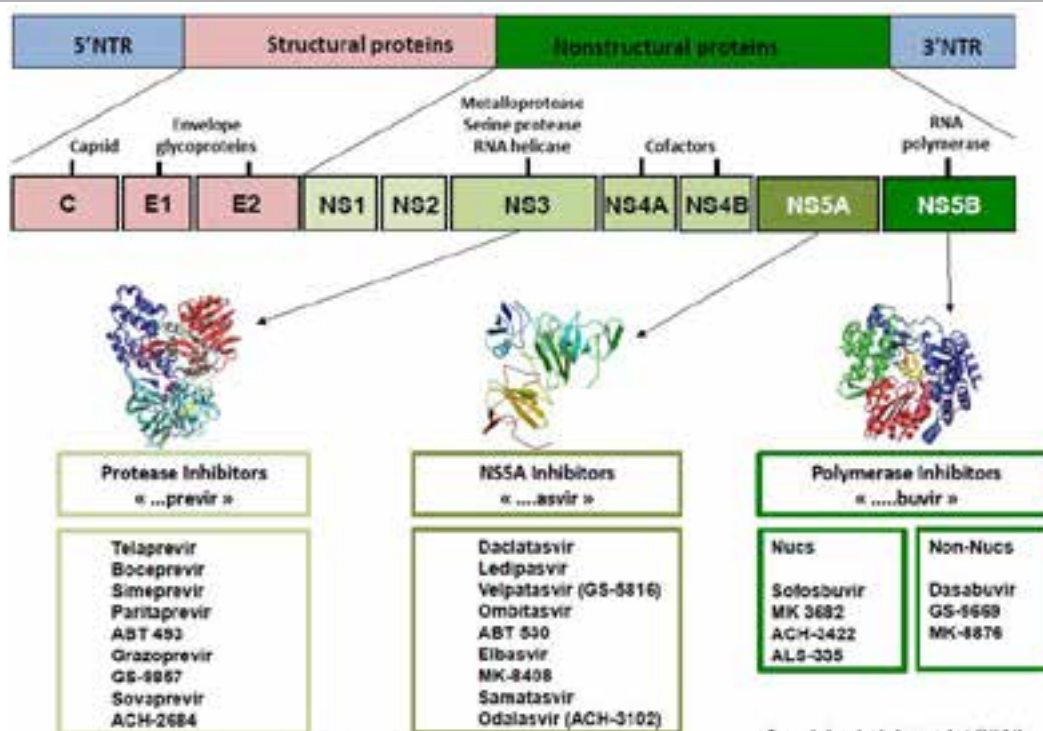 5'NTR
Structural proteins
Nonstructural proteins
3'NTR
Capsid
Envelope
glycoproteins
Metalloprotease
Serine protease
RNA helicase
Cofactors
RNA
polymerase
C
E1
E2
NS1
NS2
NS3
NS4A
NS4B
NS5A
NS5B
Protease Inhibitors
« ...previr »
Telaprevir
Boceprevir
Simeprevir
Paritaprevir
ABT 493
Grazoprevir
GS-9857
Sovaprevir
ACH-2684
NS5A Inhibitors
« ....asvir »
Daclatasvir
Ledipasvir
Velpatasvir (GS-5816)
Ombitasvir
ABT 530
Elbasvir
MK-8408
Samatasvir
Odalasvir (ACH-3102)
Polymerase Inhibitors
« .....buvir »
Nucs
Sofosbuvir
MK 3682
ACH-3422
ALS-335
Non-Nucs
Dasabuvir
GS-9669
MK-8876